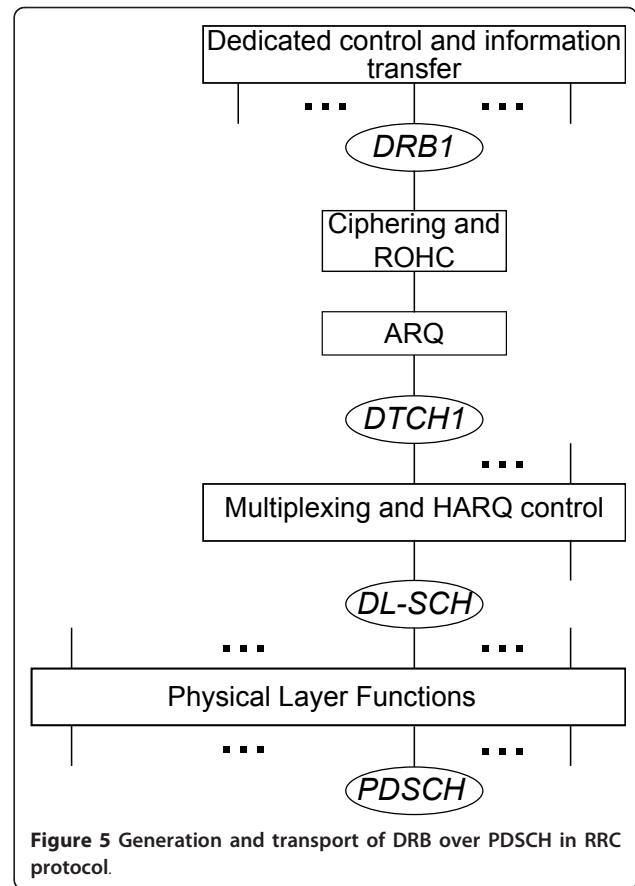 Dedicated control and information
transfer
DRB1
Ciphering and
ROHC
ARQ
DTCH1
Multiplexing and HARQ control
DL-SCH
Physical Layer Functions
PDSCH
Figure 5 Generation and transport of DRB over PDSCH in RRC
protocol.